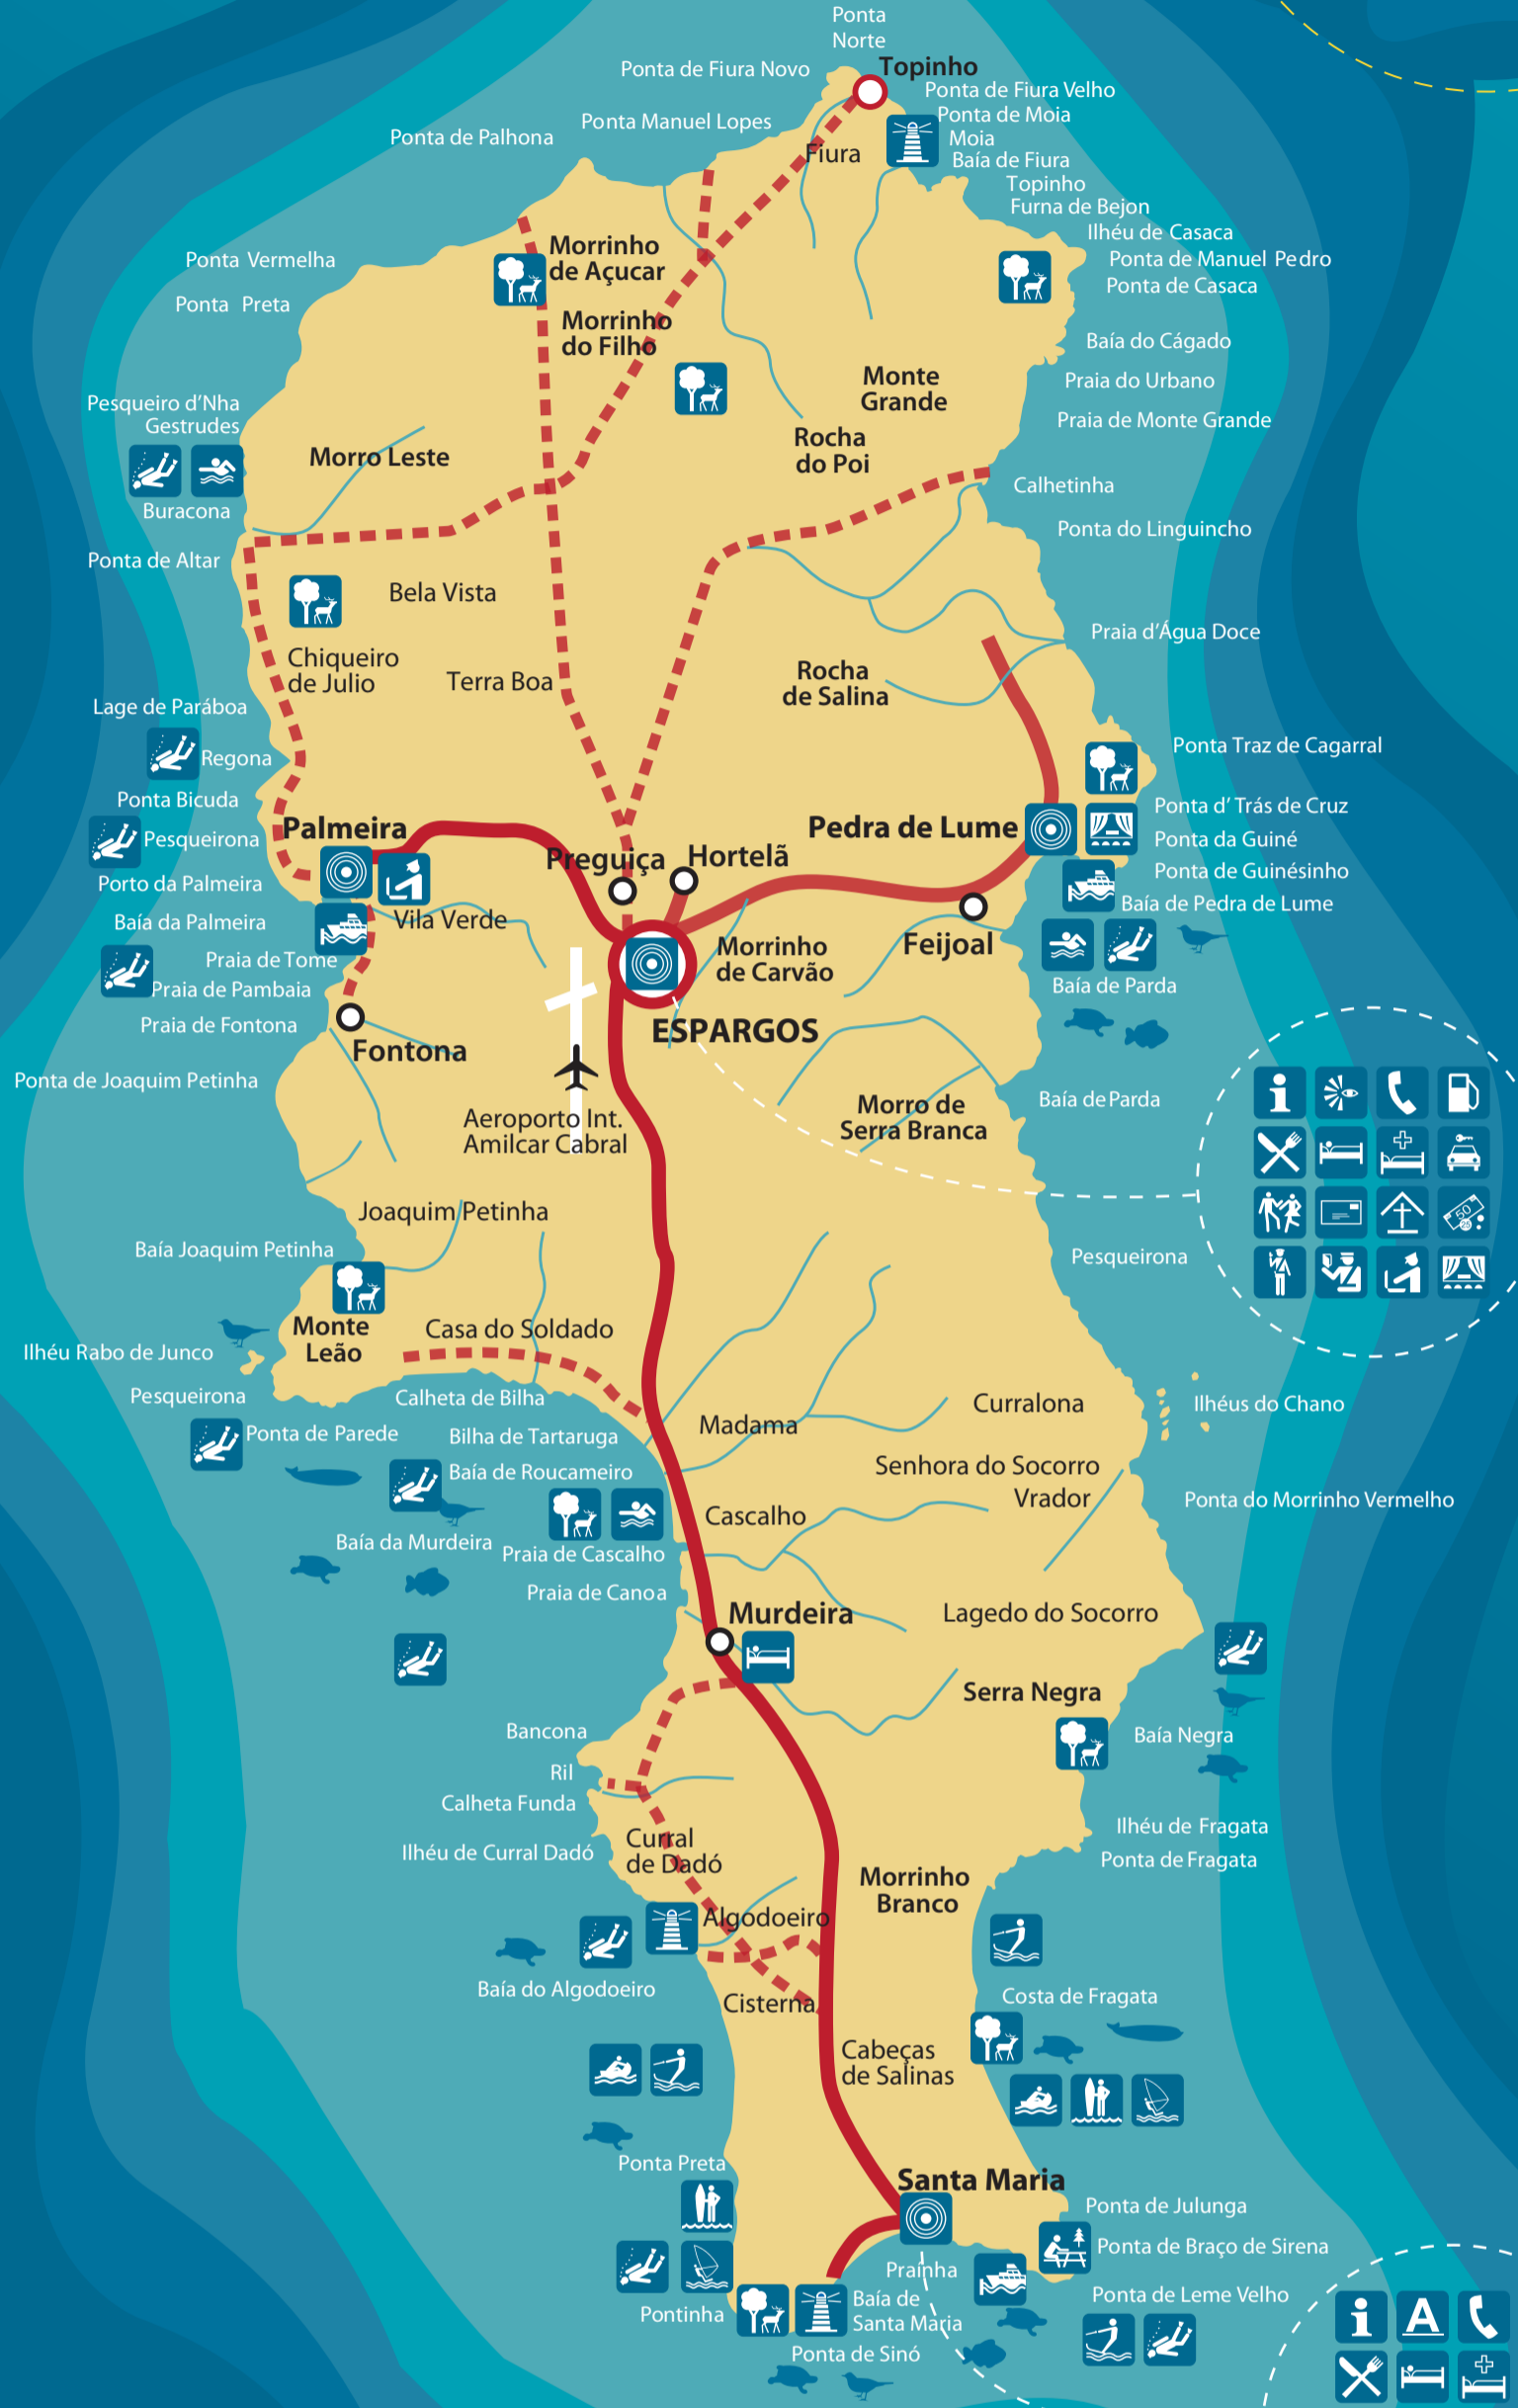 Ponta
Norte
Topinho
Ponta de Fiura Novo
Ponta de Fiura Velho
Ponta Manuel Lopes
Ponta de Moia
Ponta de Palhona
Moia
Fiura
Baía de Fiura
Topinho
Furna de Bejon
Ilhéu de Casaca
Morrinho
de Açucar
Ponta Vermelha
Ponta de Manuel Pedro
Ponta de Casaca
Ponta Preta
Morrinho
do Filho
Baía do Cágado
Monte
Grande
Praia do Urbano
Pesqueiro d'Nha
Gestrudes
Praia de Monte Grande
Rocha
do Poi
Morro Leste
Calhetinha
Buracona
Ponta do Linguincho
Ponta de Altar
Bela Vista
Praia d'Água Doce
Chiqueiro
de Julio
Terra Boa
Rocha
de Salina
Lage de Paráboa
Regona
Ponta Traz de Cagarral
Ponta Bicuda
Ponta d' Trás de Cruz
Palmeira
Pedra de Lume
Pesqueirona
Ponta da Guiné
Preguiça
Hortelã
Ponta de Guinésinho
Porto da Palmeira
Baía de Pedra de Lume
Baía da Palmeira
Vila Verde
Feijoal
Morrinho
de Carvão
Praia de Tome
Praia de Pambaia
Baía de Parda
Praia de Fontona
ESPARGOS
Fontona
Ponta de Joaquim Petinha
Baía de Parda
Aeroporto Int.
Amilcar Cabral
Morro de
Serra Branca
Joaquim Petinha
Baía Joaquim Petinha
Pesqueirona
50
Monte
Leão
Casa do Soldado
Ilhéu Rabo de Junco
Pesqueirona
Calheta de Bilha
Curralona
Ilhéus do Chano
Ponta de Parede
Bilha de Tartaruga
Madama
Baía de Roucameiro
Senhora do Socorro
Vrador
Ponta do Morrinho Vermelho
Cascalho
Baía da Murdeira
Praia de Cascalho
Praia de Canoa
Murdeira
Lagedo do Socorro
Serra Negra
Bancona
Baía Negra
Ril
Calheta Funda
Ilhéu de Fragata
Ilhéu de Curral Dadó
Curral
de Dadó
Ponta de Fragata
Morrinho
Branco
Algodoeiro
Baía do Algodoeiro
Cisterna
Costa de Fragata
Cabeças
de Salinas
Ponta Preta
Santa Maria
Ponta de Julunga
Ponta de Braço de Sirena
Prainha
Ponta de Leme Velho
Baía de
Santa Maria
Pontinha
Ponta de Sinó
A